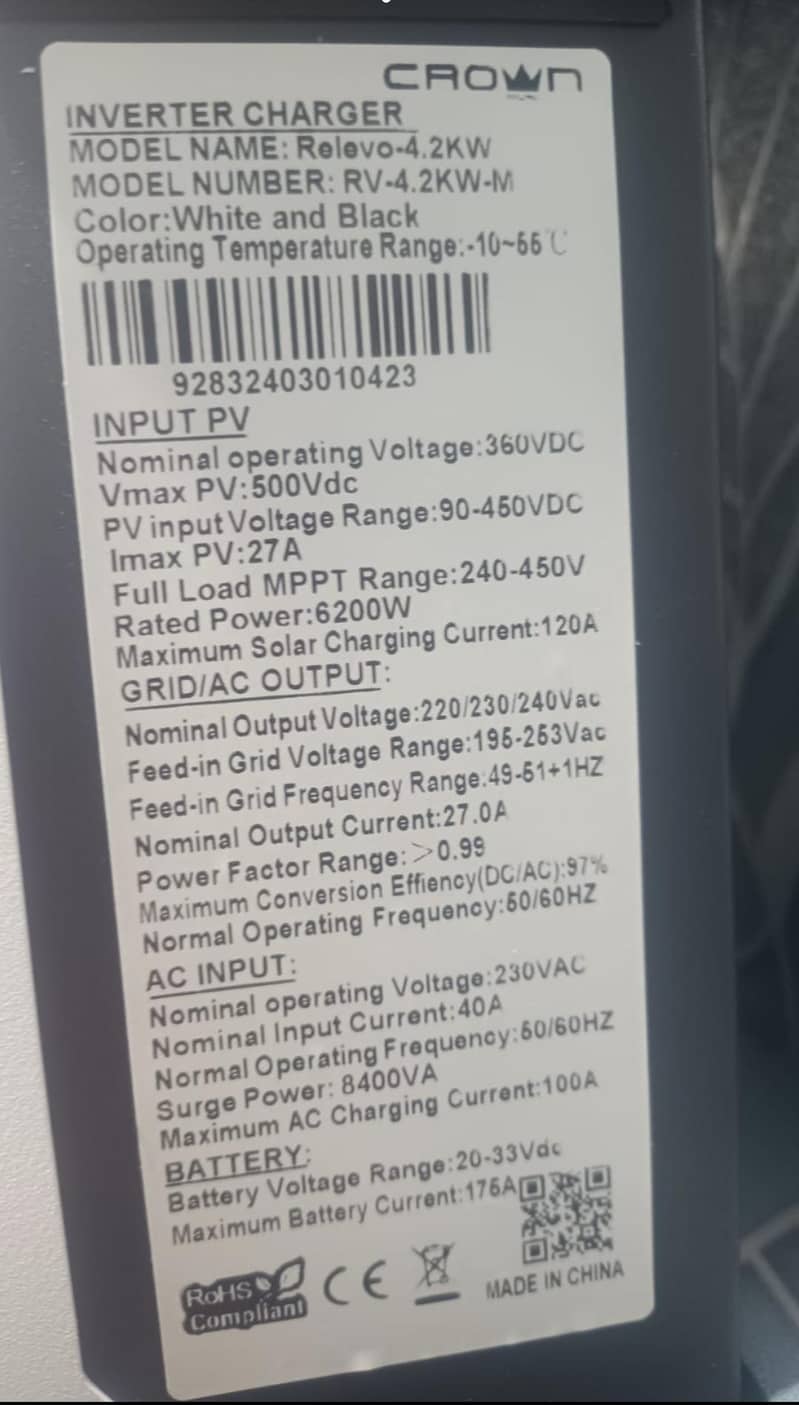 CROWN
INVERTER CHARGER
MODEL NAME: Relevo-4.2KW
MODEL NUMBER: RV-4.2KW-M
Color:White and Black
Operating Temperature Range:-10~55℃
92832403010423
INPUT PV
Nominal operating Voltage:360VDC
Vmax PV:500Vdc
PV input Voltage Range:90-450VDC
Imax PV:27A
Full Load MPPT Range:240-450V
Rated Power:6200W
Maximum Solar Charging Current:120A
GRID/AC OUTPUT:
Nominal Output Voltage:220/230/240Vac
Feed-in Grid Voltage Range:195-253Vac
Feed-in Grid Frequency Range:49-51+1HZ
Nominal Output Current:27.0A
Power Factor Range:>0.99
Maximum Conversion Effiency(DC/AC):97%
Normal Operating Frequency:50/60HZ
AC INPUT:
Nominal operating Voltage:230VAC
Nominal Input Current:40A
Normal Operating Frequency:50/60HZ
Surge Power: 8400VA
Maximum AC Charging Current:100A
BATTERY:
Battery Voltage Range:20-33Vdc
Maximum Battery Current:175A
RoHS
Compliant
CE
MADE IN CHINA